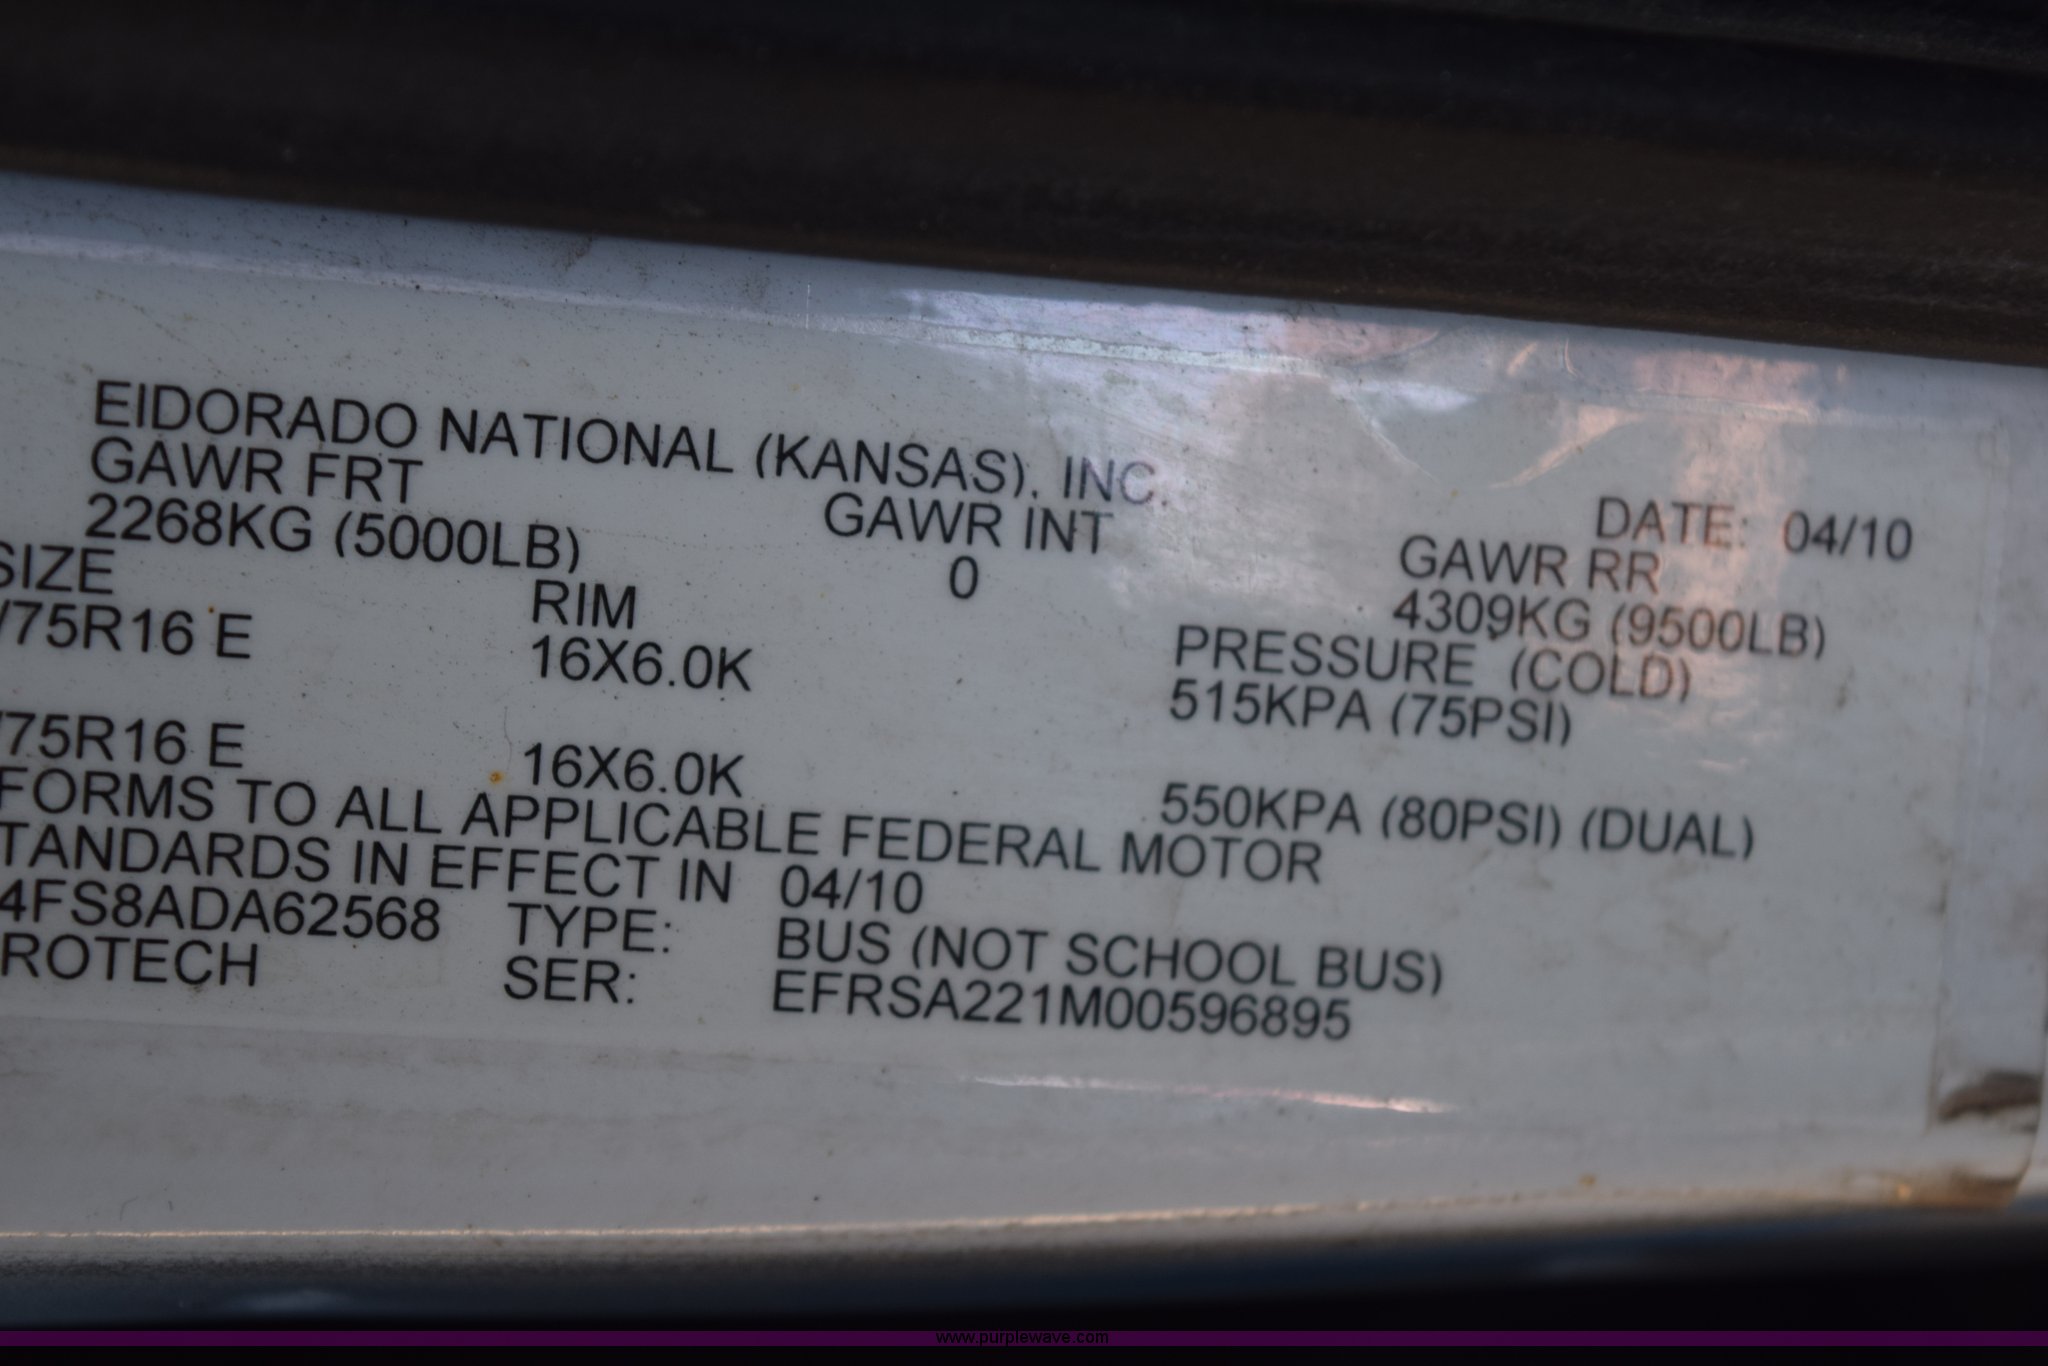 EIDORADO NATIONAL (KANSAS), INC.
DATE: 04/10
GAWR FRT GAWR INT GAWR RR
2268KG (5000LB) 0 4309KG (9500LB)
SIZE RIM PRESSURE (COLD)
/75R16 E 16X6.0K 515KPA (75PSI)
/75R16 E 16X6.0K 550KPA (80PSI) (DUAL)
FORMS TO ALL APPLICABLE FEDERAL MOTOR
TANDARDS IN EFFECT IN 04/10
4FS8ADA62568 TYPE: BUS (NOT SCHOOL BUS)
ROTECH SER: EFRSA221M00596895
www.purplewave.com